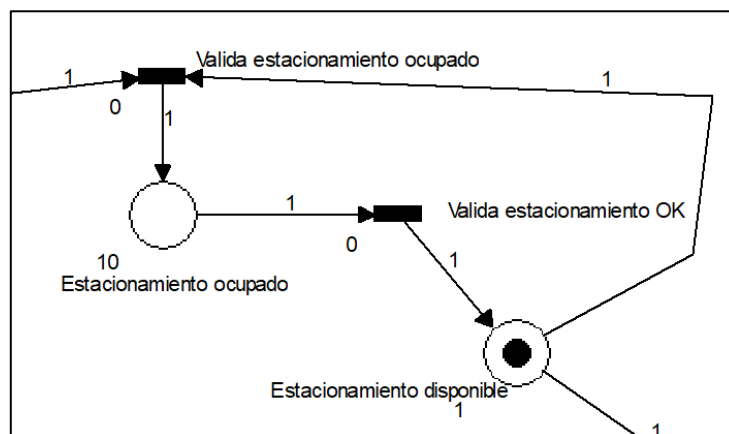 Valida estacionamiento ocupado
1
1
0
1
1
Valida estacionamiento OK
0
1
10
Estacionamiento ocupado
Estacionamiento disponible
1
1